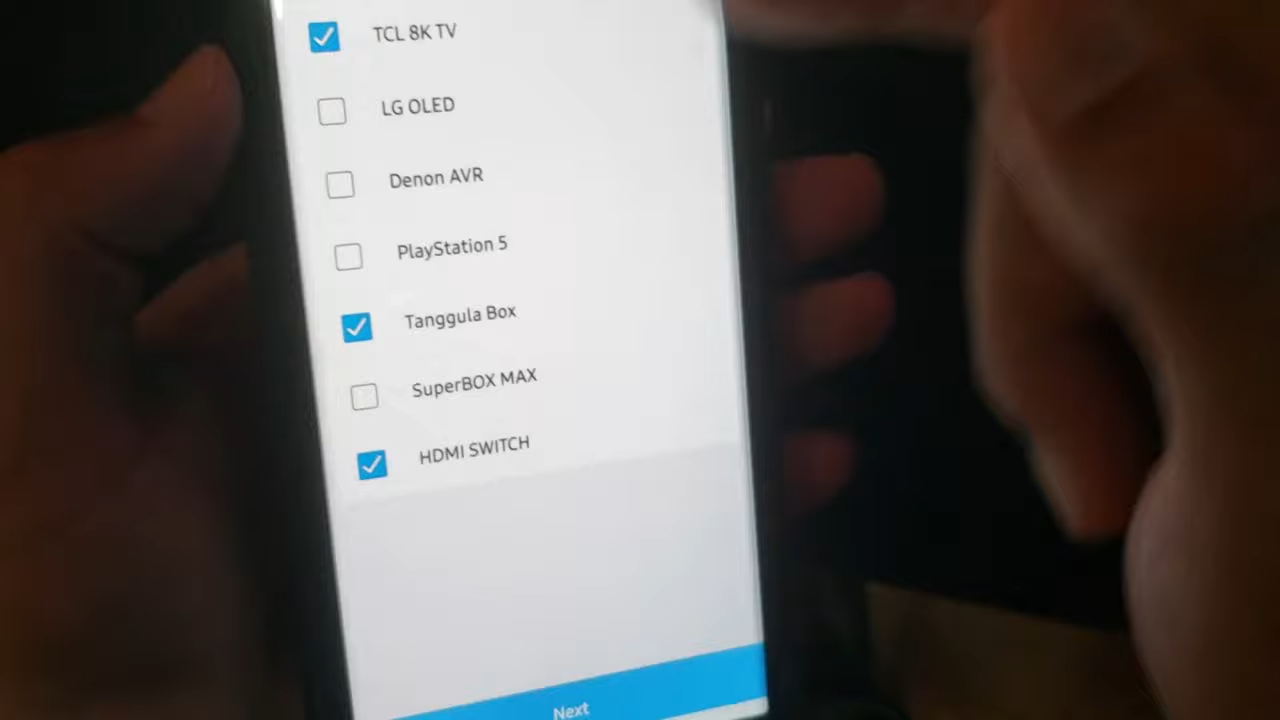 TCL 8K TV
LG OLED
Denon AVR
PlayStation 5
Tanggula Box
SuperBOX MAX
HDMI SWITCH
Next